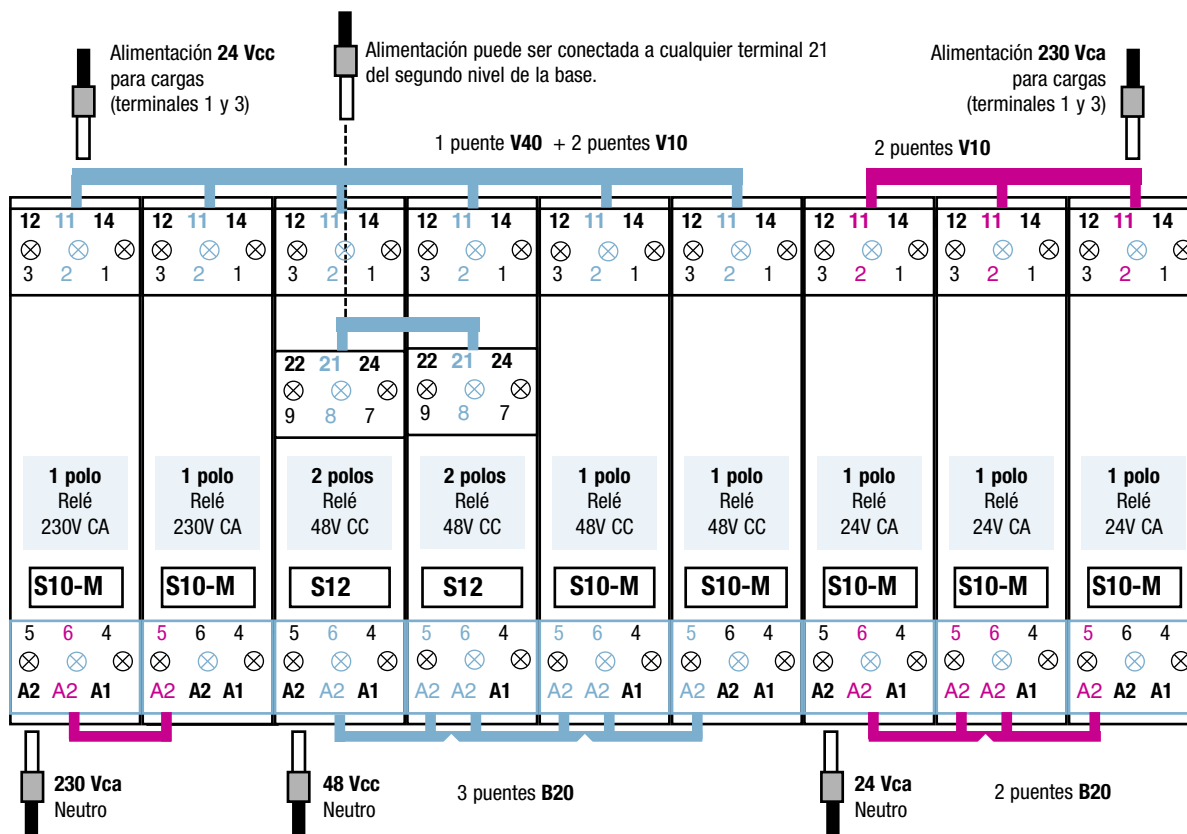 Alimentación 24 Vcc
para cargas
(terminales 1 y 3)
Alimentación puede ser conectada a cualquier terminal 21
del segundo nivel de la base.
Alimentación 230 Vca
para cargas
(terminales 1 y 3)
1 puente V40 + 2 puentes V10
2 puentes V10
12 11 14 12 11 14 12 11 14 12 11 14 12 11 14 12 11 14 12 11 14 12 11 14 12 11 14
3 2 1 3 2 1 3 2 1 3 2 1 3 2 1 3 2 1 3 2 1 3 2 1 3 2 1
22 21 24 22 21 24
9 8 7 9 8 7
1 polo 1 polo 2 polos 2 polos 1 polo 1 polo 1 polo 1 polo 1 polo
Relé Relé Relé Relé Relé Relé Relé Relé Relé
230V CA 230V CA 48V CC 48V CC 48V CC 48V CC 24V CA 24V CA 24V CA
S10-M S10-M S12 S12 S10-M S10-M S10-M S10-M S10-M
5 6 4 5 6 4 5 6 4 5 6 4 5 6 4 5 6 4 5 6 4 5 6 4 5 6 4
A2 A2 A1 A2 A2 A1 A2 A2 A1 A2 A2 A1 A2 A2 A1 A2 A2 A1 A2 A2 A1 A2 A2 A1 A2 A2 A1
230 Vca
Neutro
48 Vcc
Neutro
3 puentes B20
24 Vca
Neutro
2 puentes B20